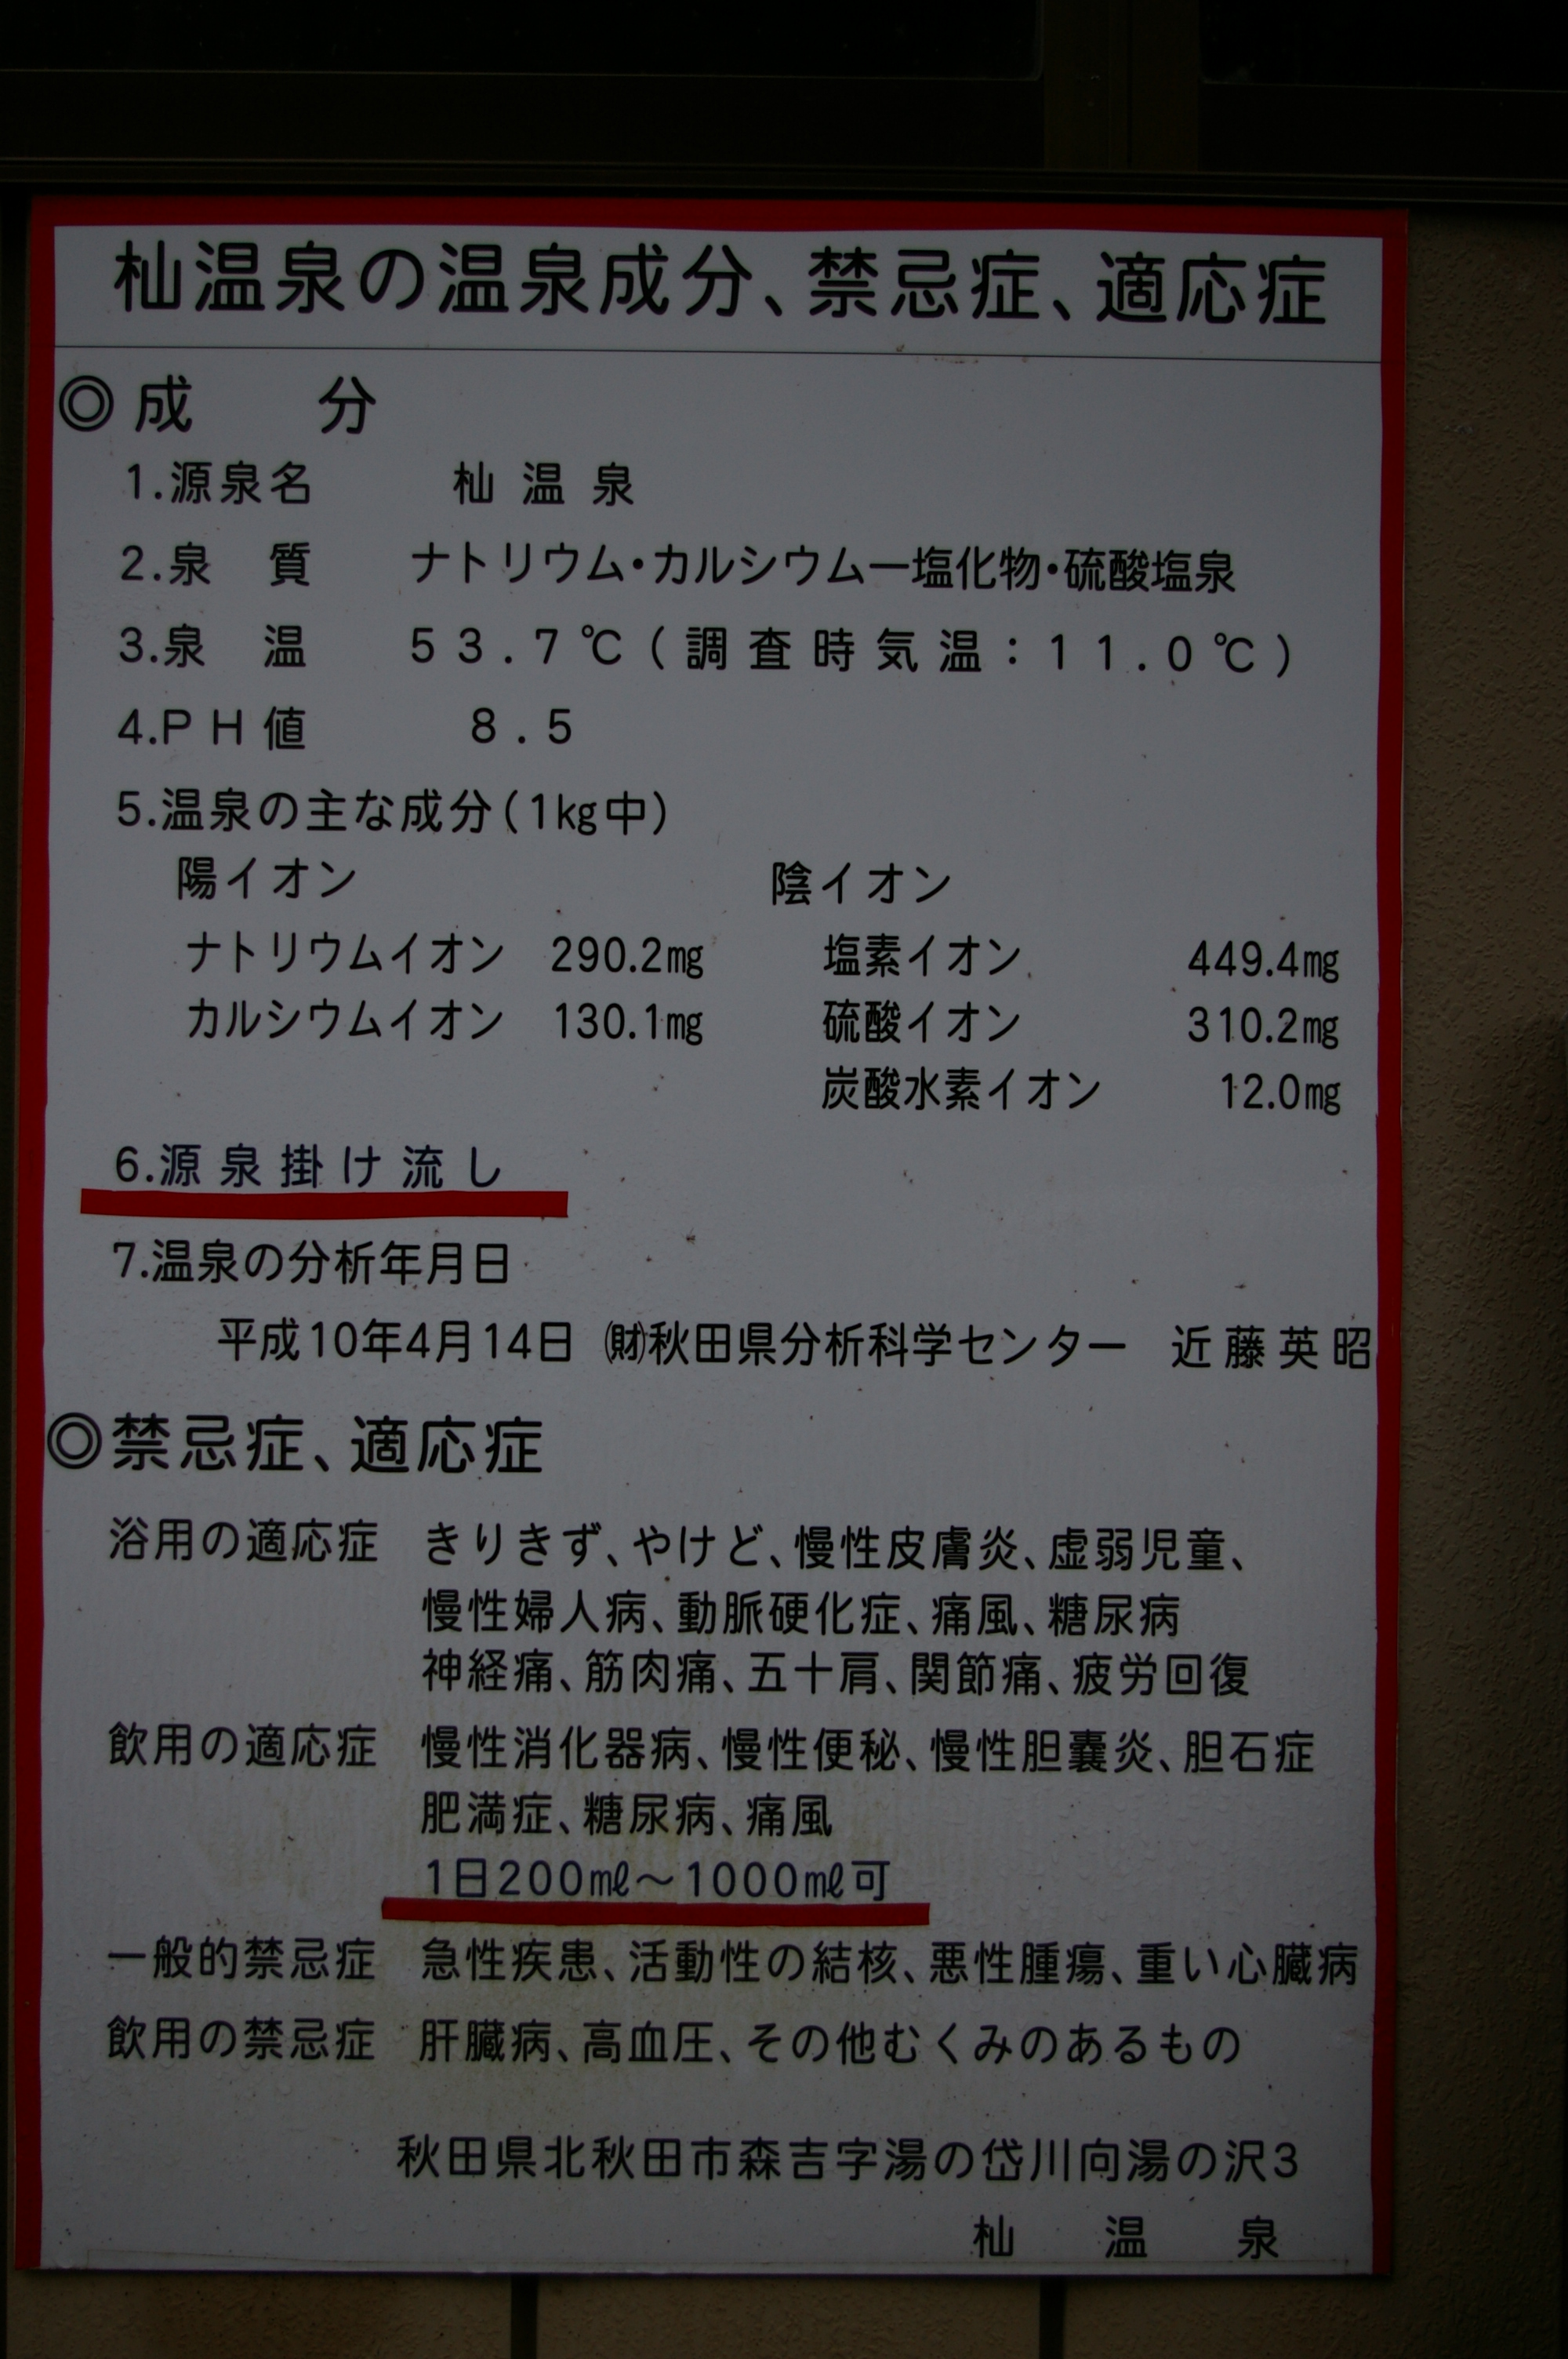 杣温泉の温泉成分、禁忌症、適応症
◎成　分
1.源泉名　杣温泉
2.泉　質　ナトリウム・カルシウムー塩化物・硫酸塩泉
3.泉　温　53.7℃(調査時気温：11.0℃)
4.PH値　8.5
5.温泉の主な成分(1kg中)
陽イオン　陰イオン
ナトリウムイオン　290.2㎎　塩素イオン　449.4㎎
カルシウムイオン　130.1㎎　硫酸イオン　310.2㎎
炭酸水素イオン　12.0㎎
6.源泉掛け流し
7.温泉の分析年月日
平成10年4月14日　㈶秋田県分析科学センター　近藤英昭
◎禁忌症、適応症
浴用の適応症　きりきず、やけど、慢性皮膚炎、虚弱児童、
慢性婦人病、動脈硬化症、痛風、糖尿病
神経痛、筋肉痛、五十肩、関節痛、疲労回復
飲用の適応症　慢性消化器病、慢性便秘、慢性胆嚢炎、胆石症
肥満症、糖尿病、痛風
1日200㎖～1000㎖可
一般的禁忌症　急性疾患、活動性の結核、悪性腫瘍、重い心臓病
飲用の禁忌症　肝臓病、高血圧、その他むくみのあるもの
秋田県北秋田市森吉字湯の岱川向湯の沢3
杣　温　泉